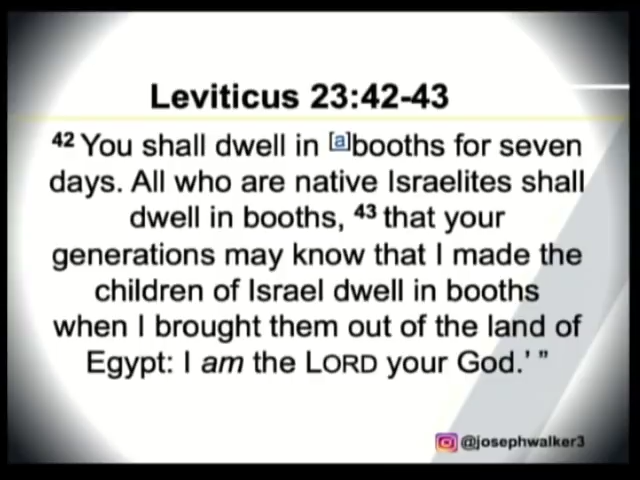 Leviticus 23:42-43
42 You shall dwell in [a]booths for seven
days. All who are native Israelites shall
dwell in booths, 43 that your
generations may know that I made the
children of Israel dwell in booths
when I brought them out of the land of
Egypt: I am the LORD your God.' ”
@josephwalker3